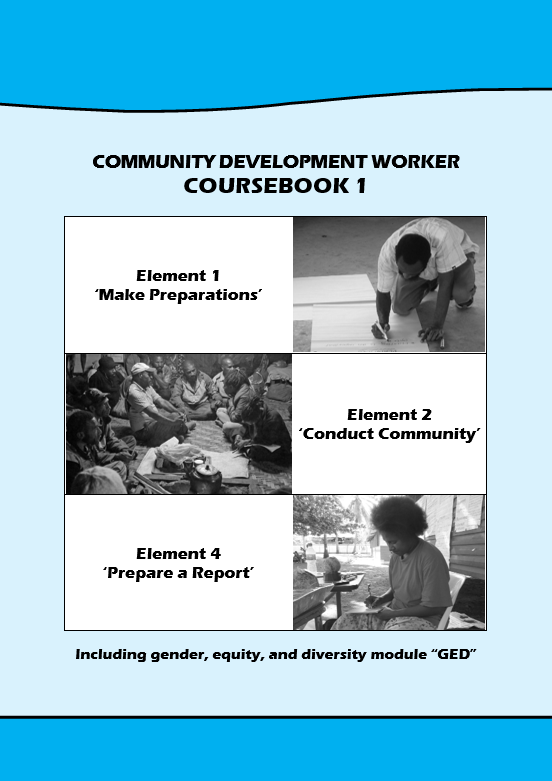 COMMUNITY DEVELOPMENT WORKER
COURSEBOOK 1
Element 1
‘Make Preparations’
Element 2
‘Conduct Community’
Element 4
‘Prepare a Report’
Including gender, equity, and diversity module “GED”